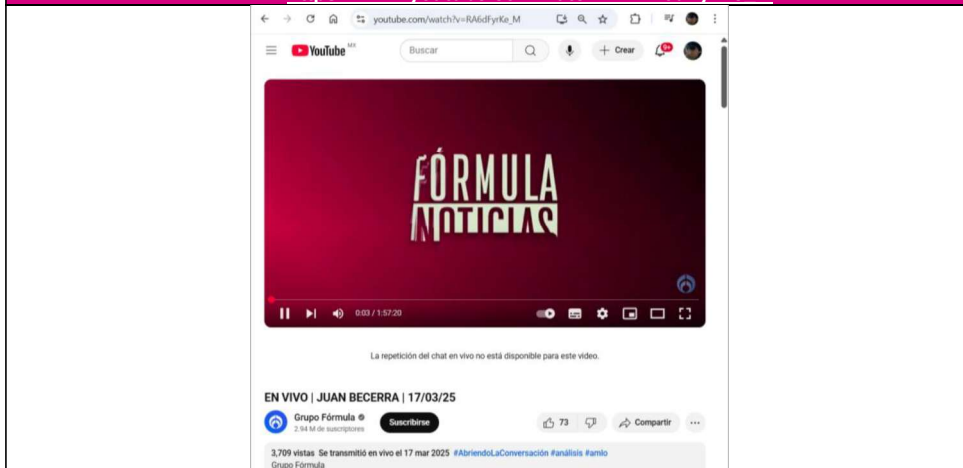 youtube.com/watch?v=RA6dFyrKe_M
YouTube MX
Buscar
Crear
9+
FÓRMULA
NOTICIAS
0:03 / 1:57:20
La repetición del chat en vivo no está disponible para este video.
EN VIVO | JUAN BECERRA | 17/03/25
Grupo Fórmula
2.94 M de suscriptores
Suscribirse
73
Compartir
3,709 vistas Se transmitió en vivo el 17 mar 2025 #AbriendoLaConversación #análisis #amlo
Grupo Fórmula